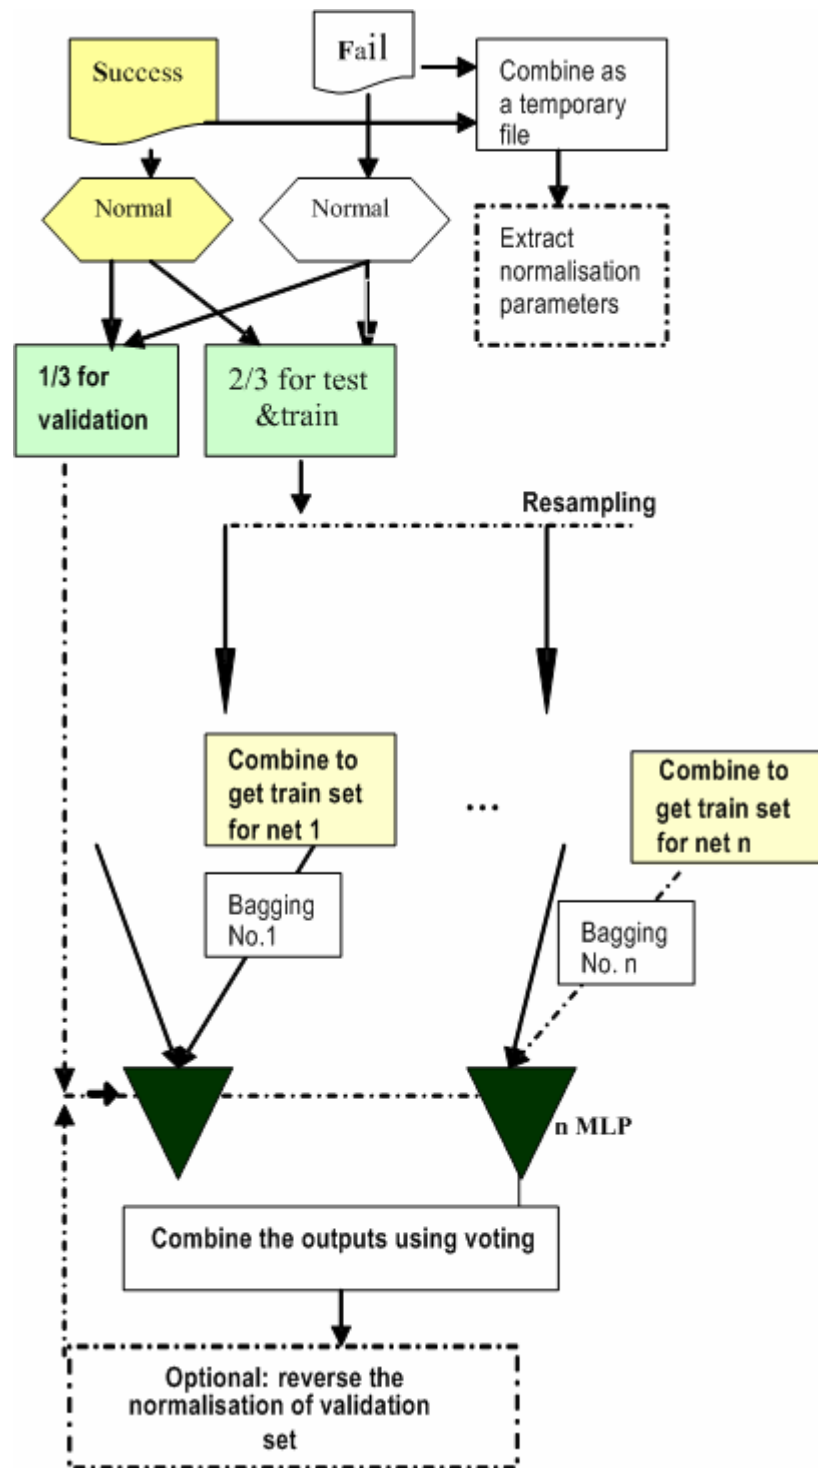 Success
Fail
Combine as
a temporary
file
Normal
Normal
Extract
normalisation
parameters
1/3 for
validation
2/3 for test
&train
Resampling
Combine to
get train set
for net 1
...
Combine to
get train set
for net n
Bagging
No.1
Bagging
No. n
n MLP
Combine the outputs using voting
Optional: reverse the
normalisation of validation
set